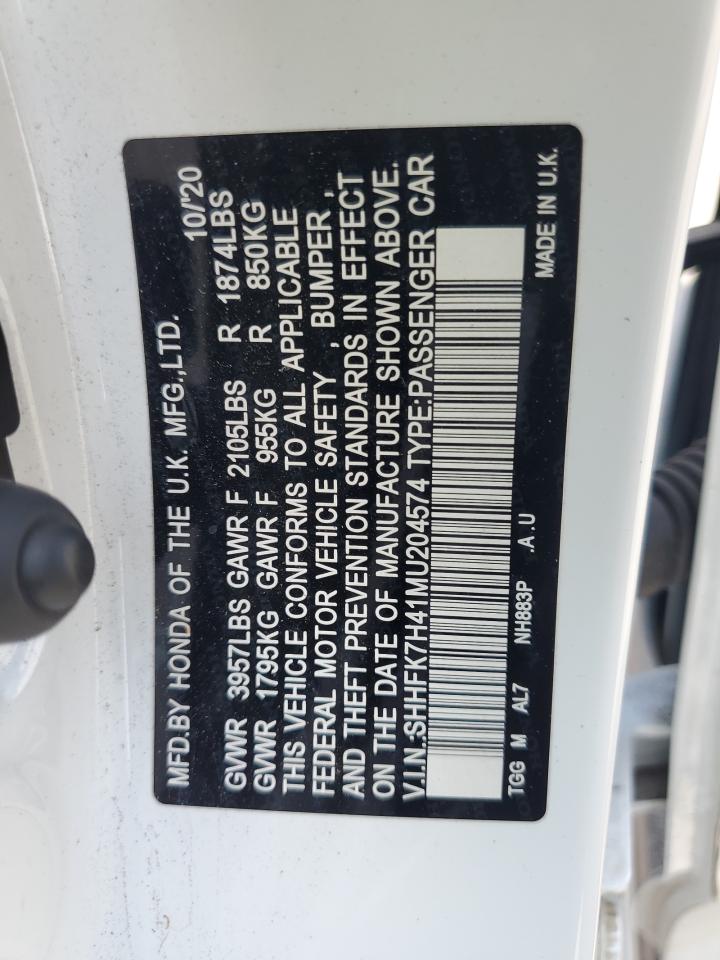 MFD.BY HONDA OF THE U.K. MFG.,LTD. 10/'20
GVWR 3957LBS GAWR F 2105LBS R 1874LBS
GVWR 1795KG GAWR F 955KG R 850KG
THIS VEHICLE CONFORMS TO ALL APPLICABLE
FEDERAL MOTOR VEHICLE SAFETY , BUMPER ,
AND THEFT PREVENTION STANDARDS IN EFFECT
ON THE DATE OF MANUFACTURE SHOWN ABOVE.
V.I.N.:SHHFK7H41MU204574 TYPE:PASSENGER CAR
TGG M AL7 NH883P .A.U MADE IN U.K.